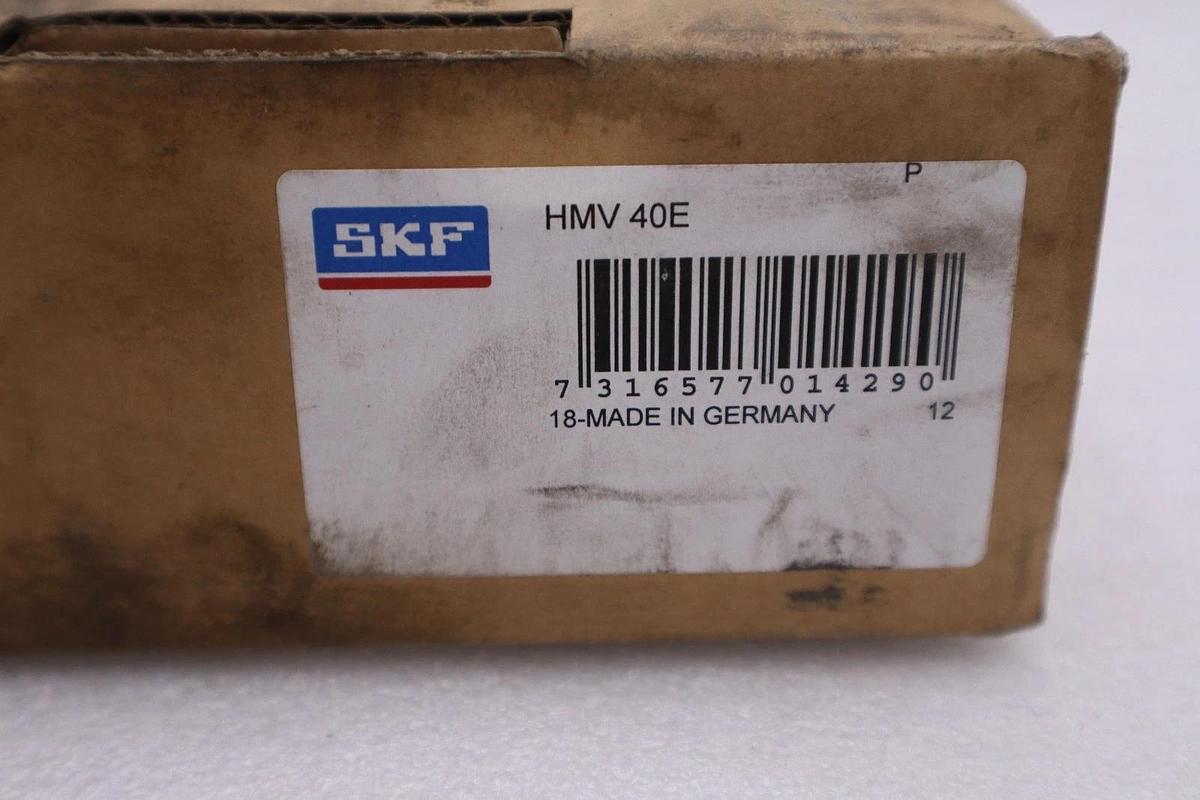 P
SKF
HMV 40E
7 316577 014290
18-MADE IN GERMANY 12